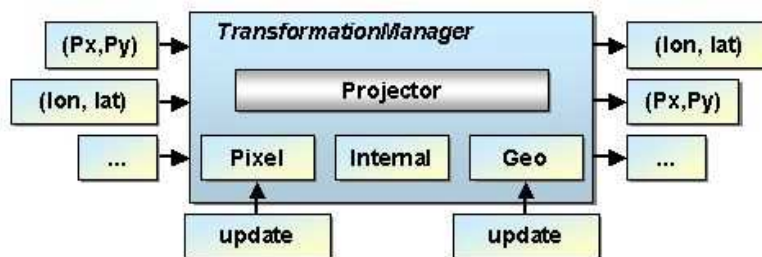 TransformationManager
(Px,Py)
(lon, lat)
(lon, lat)
Projector
(Px,Py)
...
Pixel
Internal
Geo
...
update
update